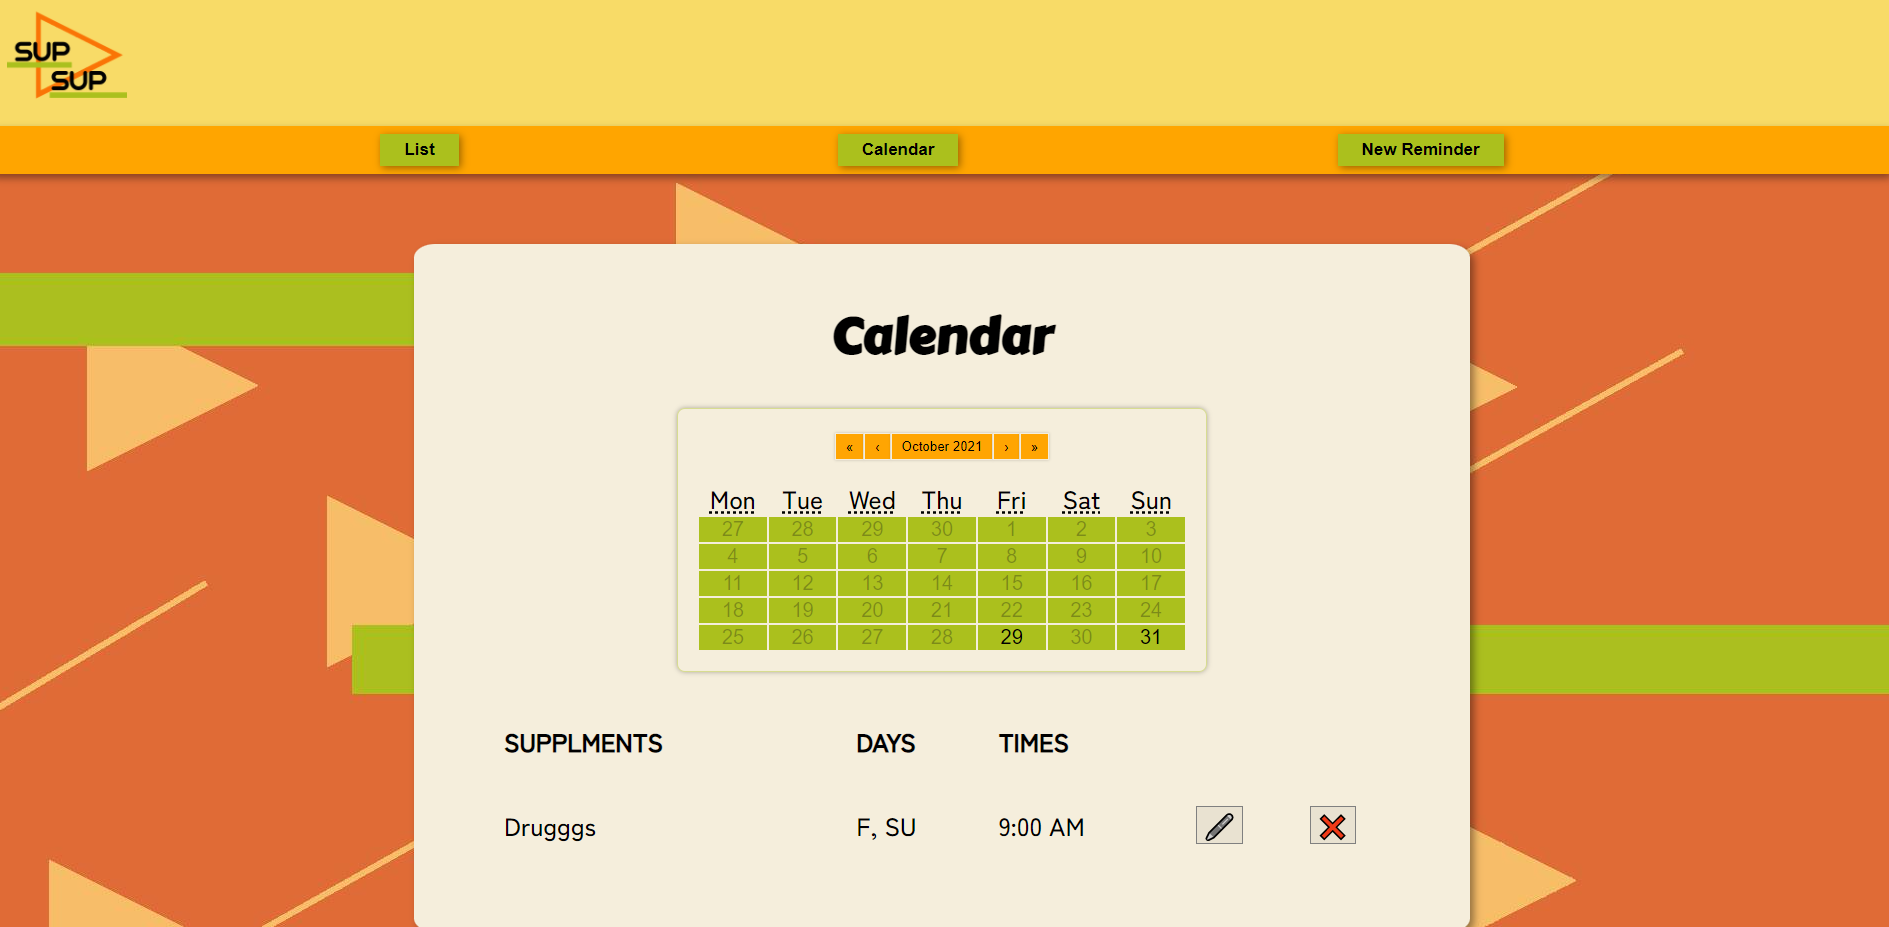 SUP
SUP
List Calendar New Reminder
Calendar
« ‹ October 2021 › »
Mon Tue Wed Thu Fri Sat Sun
27 28 29 30 1 2 3
4 5 6 7 8 9 10
11 12 13 14 15 16 17
18 19 20 21 22 23 24
25 26 27 28 29 30 31
SUPPLMENTS DAYS TIMES
Drugggs F, SU 9:00 AM